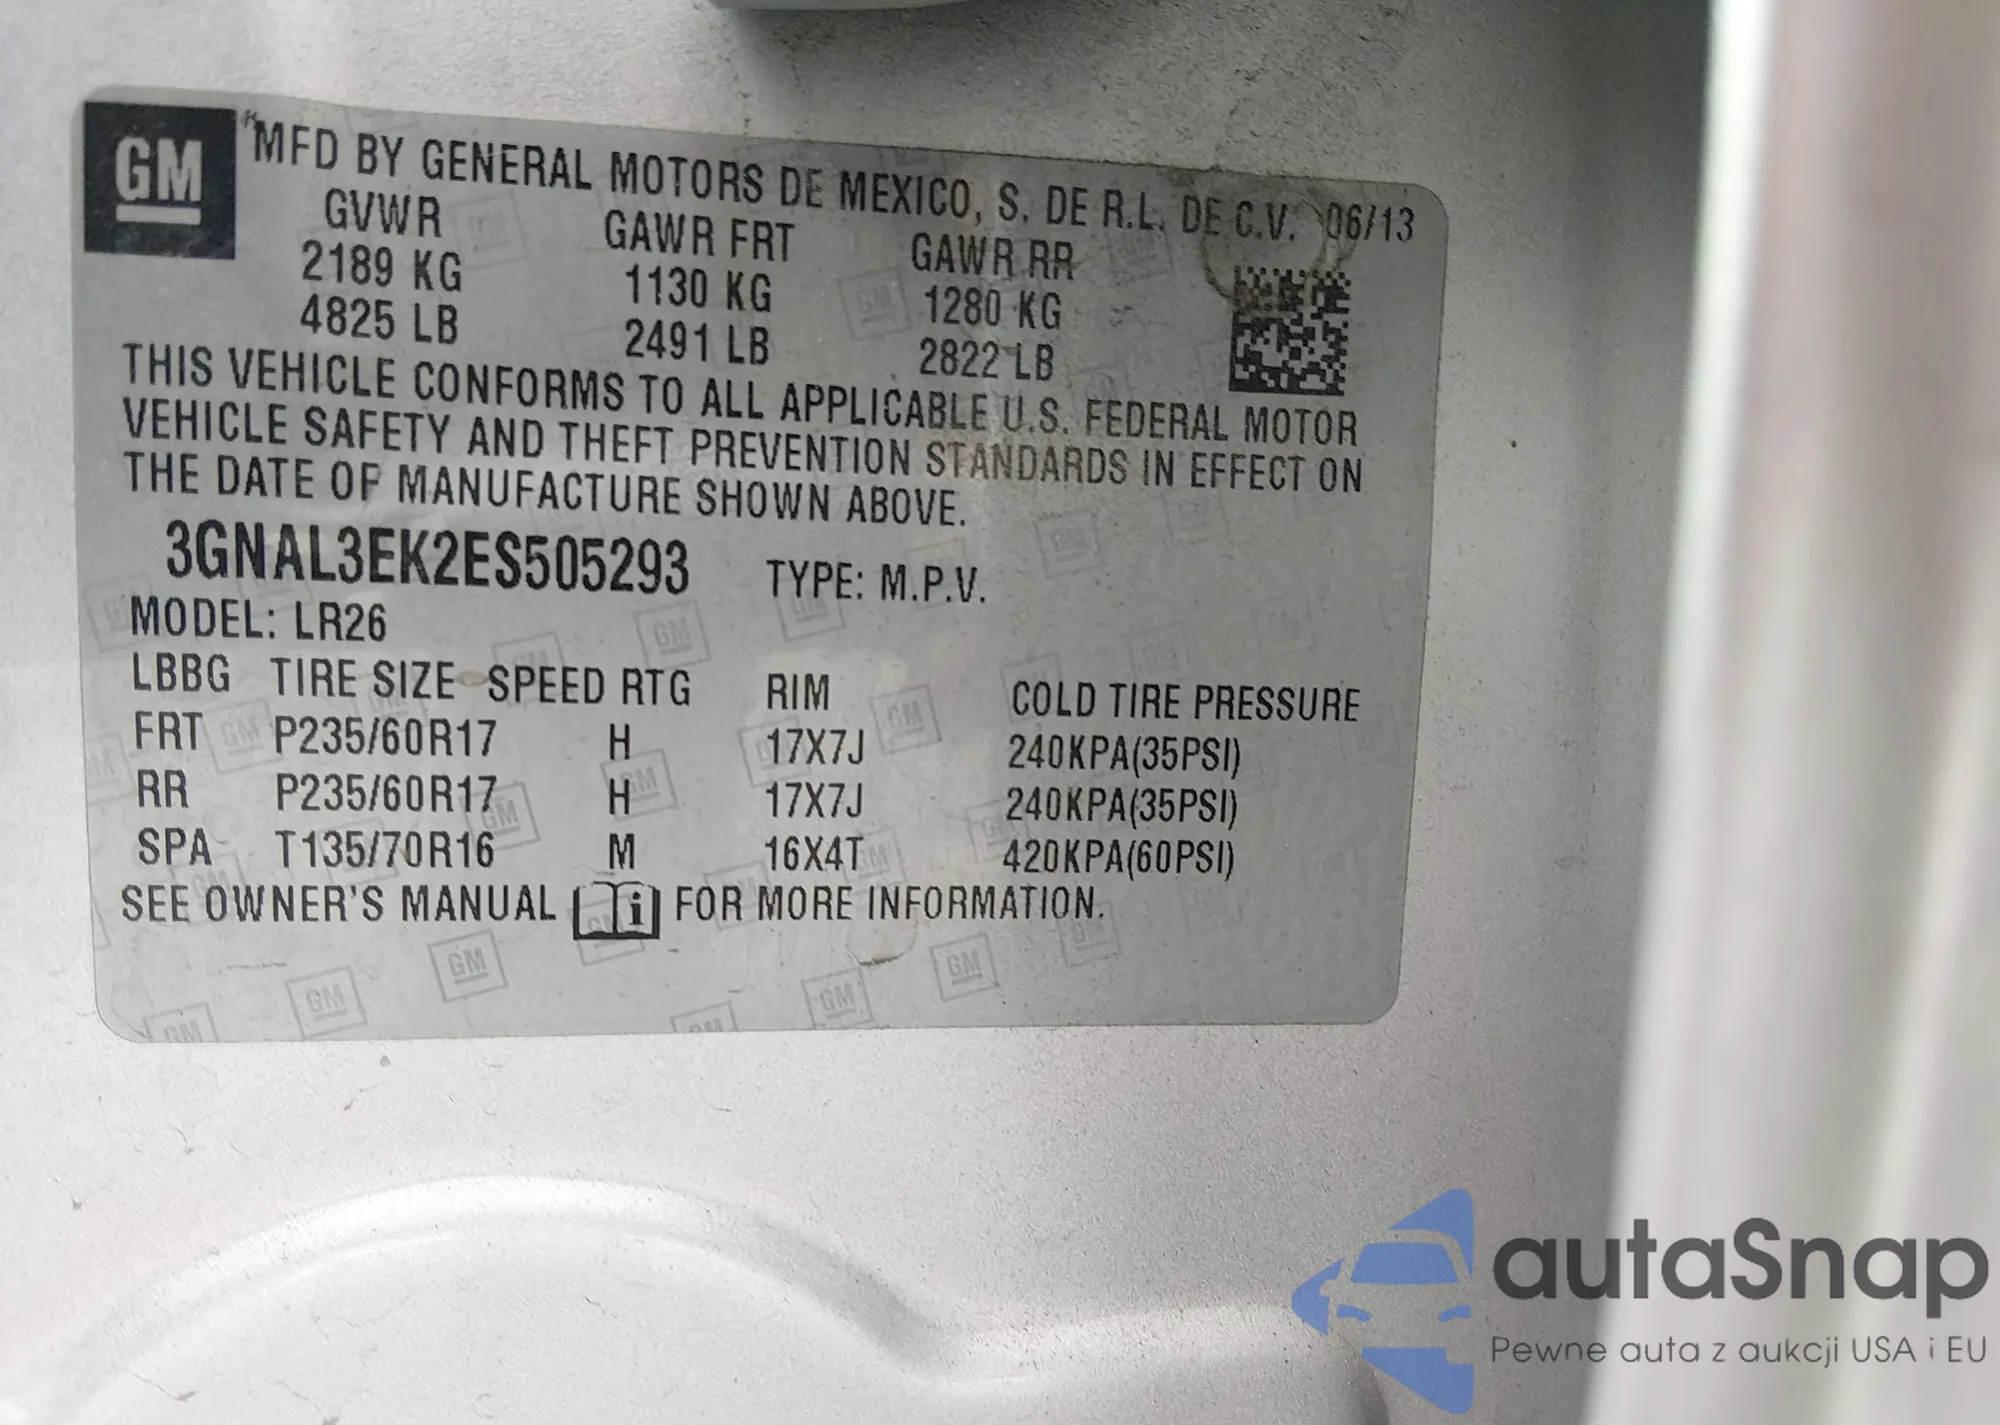 GM
MFD BY GENERAL MOTORS DE MEXICO, S. DE R.L. DE C.V. 06/13
GVWR GAWR FRT GAWR RR
2189 KG 1130 KG 1280 KG
4825 LB 2491 LB 2822 LB
THIS VEHICLE CONFORMS TO ALL APPLICABLE U.S. FEDERAL MOTOR
VEHICLE SAFETY AND THEFT PREVENTION STANDARDS IN EFFECT ON
THE DATE OF MANUFACTURE SHOWN ABOVE.
3GNAL3EK2ES505293 TYPE: M.P.V.
MODEL: LR26
LBBG TIRE SIZE SPEED RTG RIM COLD TIRE PRESSURE
FRT P235/60R17 H 17X7J 240KPA(35PSI)
RR P235/60R17 H 17X7J 240KPA(35PSI)
SPA T135/70R16 M 16X4T 420KPA(60PSI)
SEE OWNER'S MANUAL i FOR MORE INFORMATION.
autaSnap
Pewne auta z aukcji USA i EU